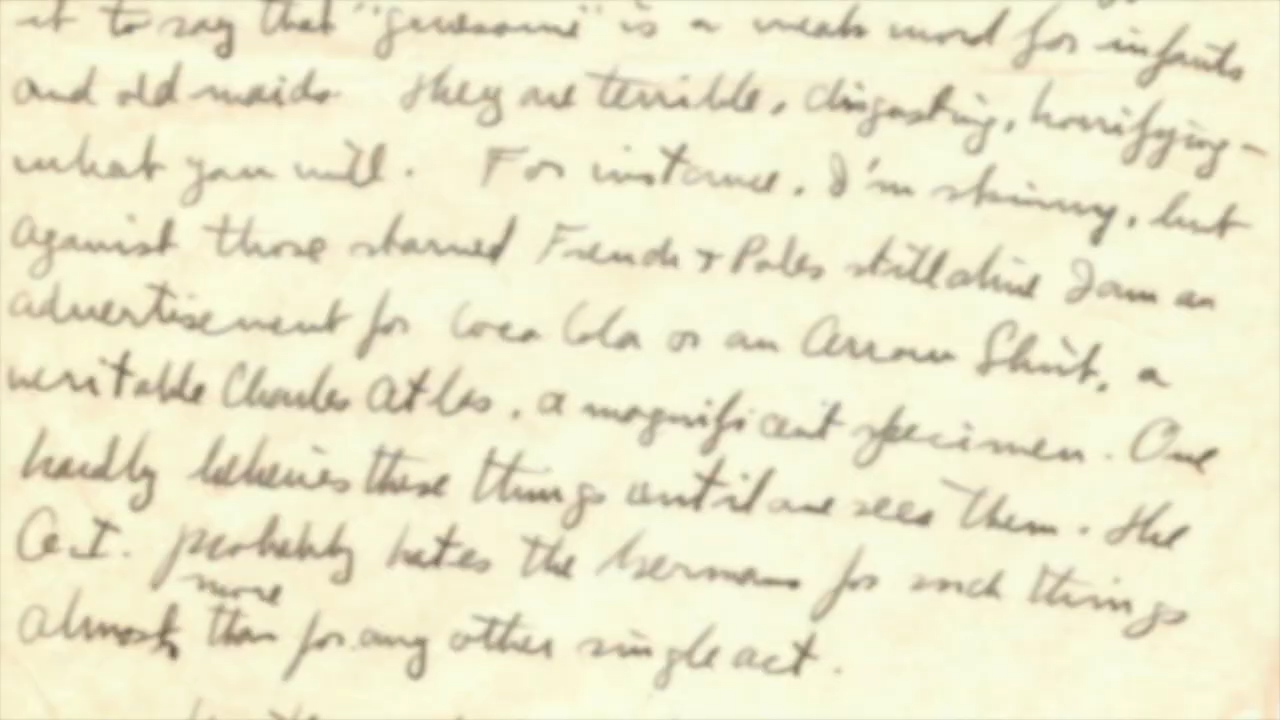 it to say that "gruesome" is a weak word for infants
and old maids. They are terrible, disgusting, horrifying -
what you will. For instance, I'm skinny, but
against those starved French & Poles still alive I am an
advertisement for Coca Cola or an Arrow Shirt, a
veritable Charles Atlas, a magnificent specimen. One
hardly believes these things until one sees them. The
G.I. probably hates the Germans for such things
more
almost than for any other single act.